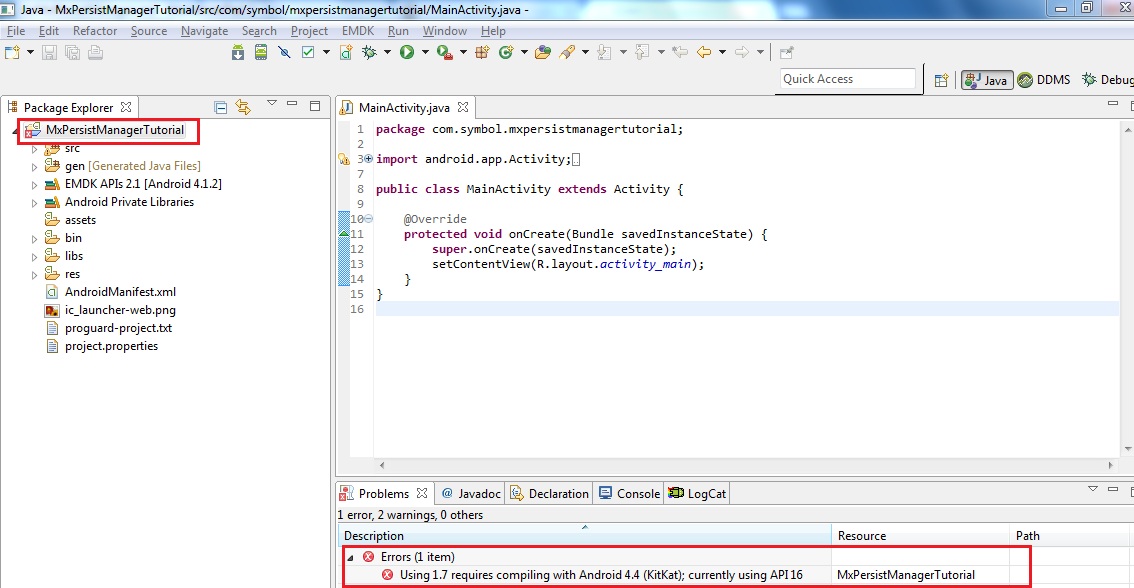 Java - MxPersistManagerTutorial/src/com/symbol/mxpersistmanagertutorial/MainActivity.java -
File Edit Refactor Source Navigate Search Project EMDK Run Window Help
Quick Access
Java
DDMS
Debug
Package Explorer
MxPersistManagerTutorial
src
gen [Generated Java Files]
EMDK APIs 2.1 [Android 4.1.2]
Android Private Libraries
assets
bin
libs
res
AndroidManifest.xml
ic_launcher-web.png
proguard-project.txt
project.properties
MainActivity.java
1 package com.symbol.mxpersistmanagertutorial;
2
3 import android.app.Activity;
7
8 public class MainActivity extends Activity {
9
10 @Override
11 protected void onCreate(Bundle savedInstanceState) {
12 super.onCreate(savedInstanceState);
13 setContentView(R.layout.activity_main);
14 }
15 }
16
Problems
@ Javadoc
Declaration
Console
LogCat
1 error, 2 warnings, 0 others
Description Resource Path
Errors (1 item)
Using 1.7 requires compiling with Android 4.4 (KitKat); currently using API 16 MxPersistManagerTutorial